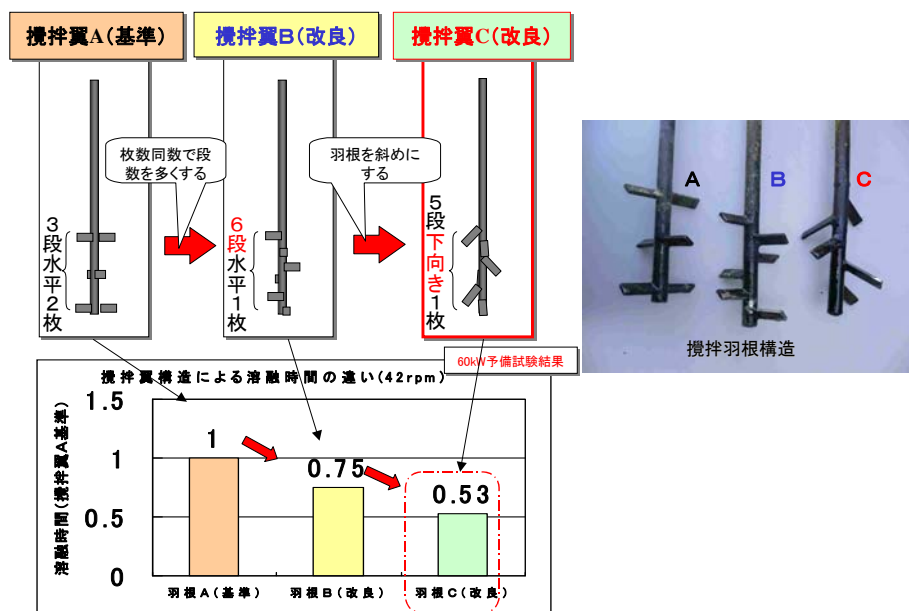 攪拌翼A(基準)
攪拌翼B(改良)
攪拌翼C(改良)
枚数同数で段
数を多くする
羽根を斜めに
する
3段水平2枚
6段水平1枚
5段下向き1枚
A
B
C
攪拌羽根構造
60kW予備試験結果
攪拌翼構造による溶融時間の違い(42rpm)
溶融時間(攪拌翼A基準)
1.5
1
0.5
0
1
0.75
0.53
羽根A(基準)
羽根B(改良)
羽根C(改良)